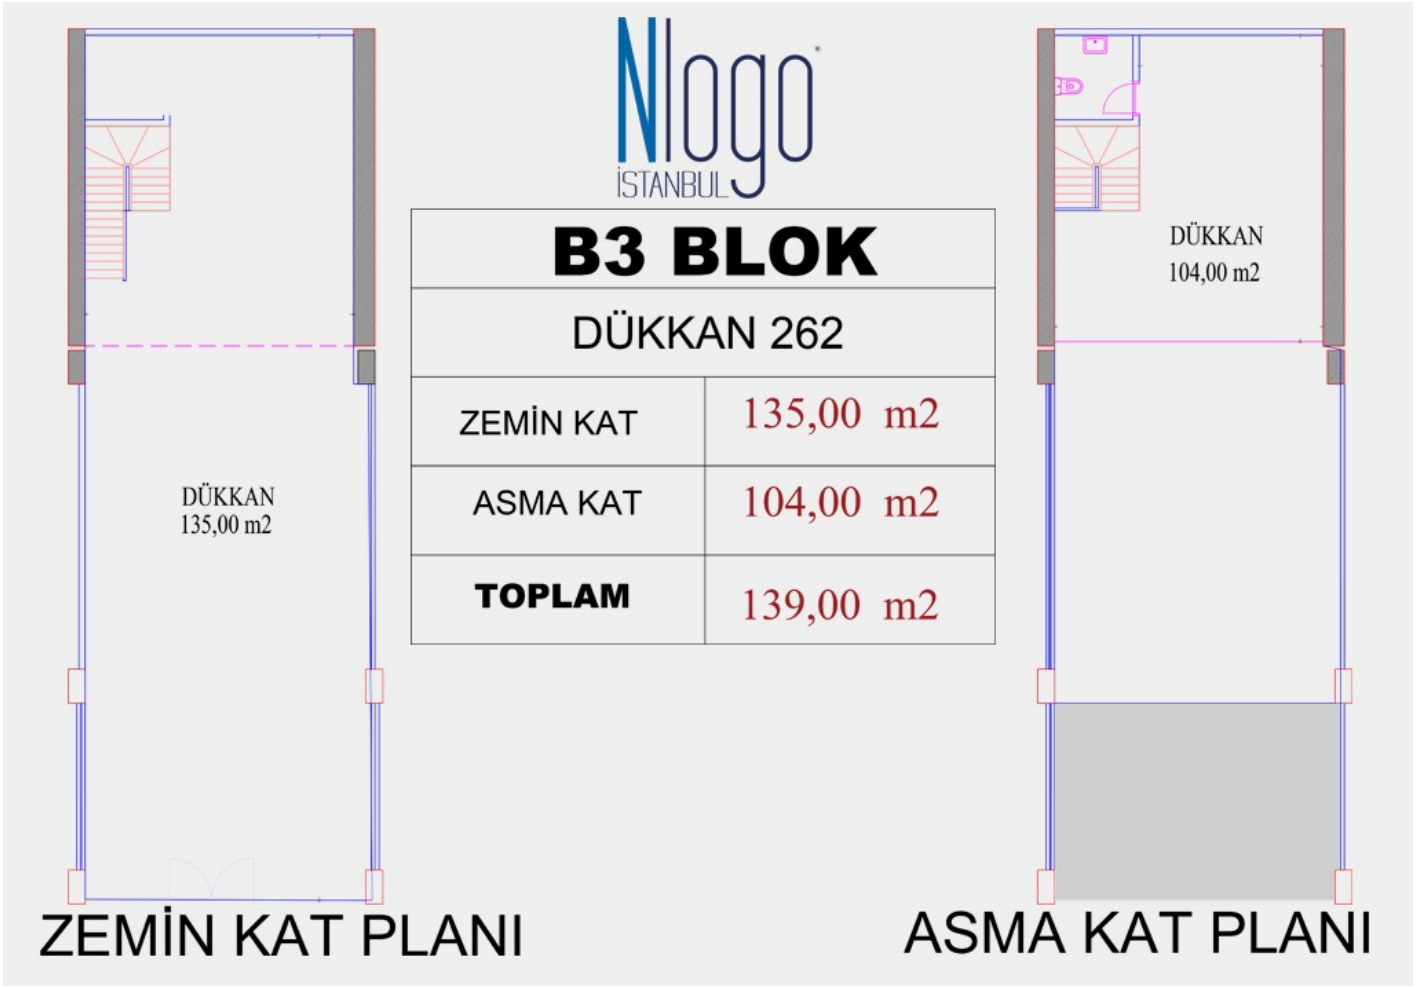 Nlogo
İSTANBUL
B3 BLOK
DÜKKAN 262
ZEMİN KAT 135,00 m2
ASMA KAT 104,00 m2
TOPLAM 139,00 m2
DÜKKAN
135,00 m2
ZEMİN KAT PLANI
DÜKKAN
104,00 m2
ASMA KAT PLANI